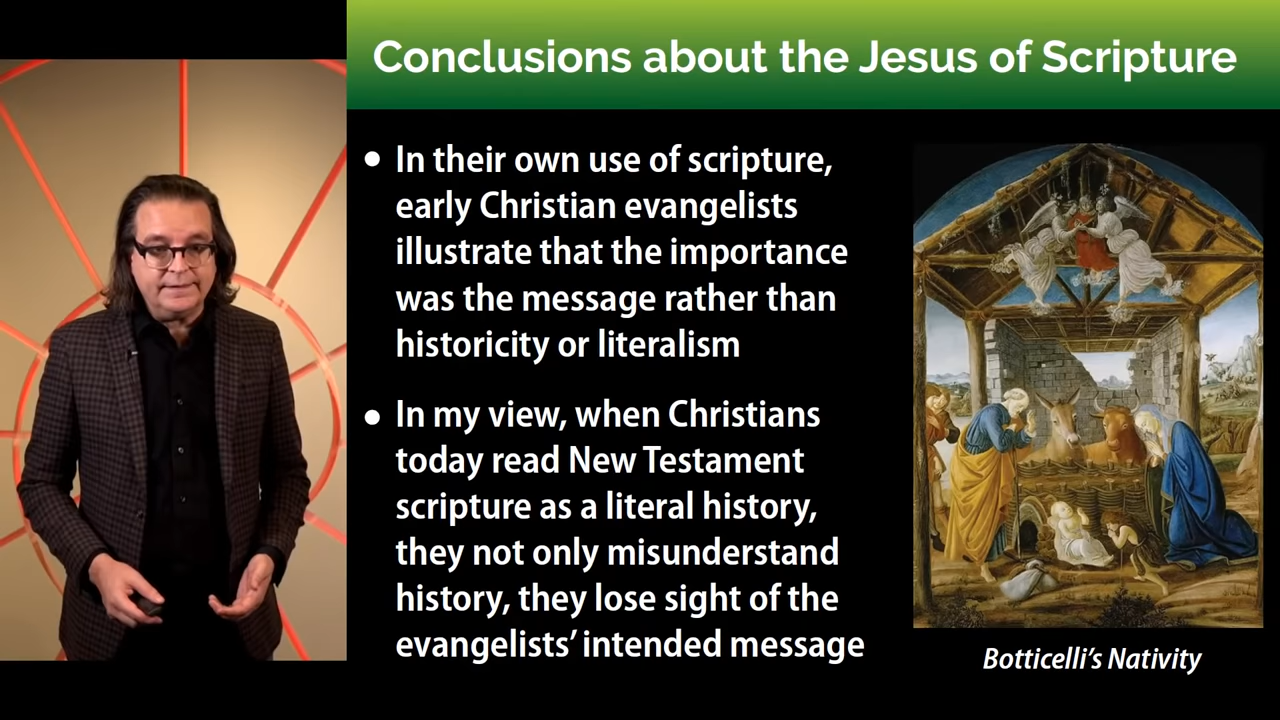 Conclusions about the Jesus of Scripture
• In their own use of scripture,
early Christian evangelists
illustrate that the importance
was the message rather than
historicity or literalism
• In my view, when Christians
today read New Testament
scripture as a literal history,
they not only misunderstand
history, they lose sight of the
evangelists’ intended message
Botticelli’s Nativity